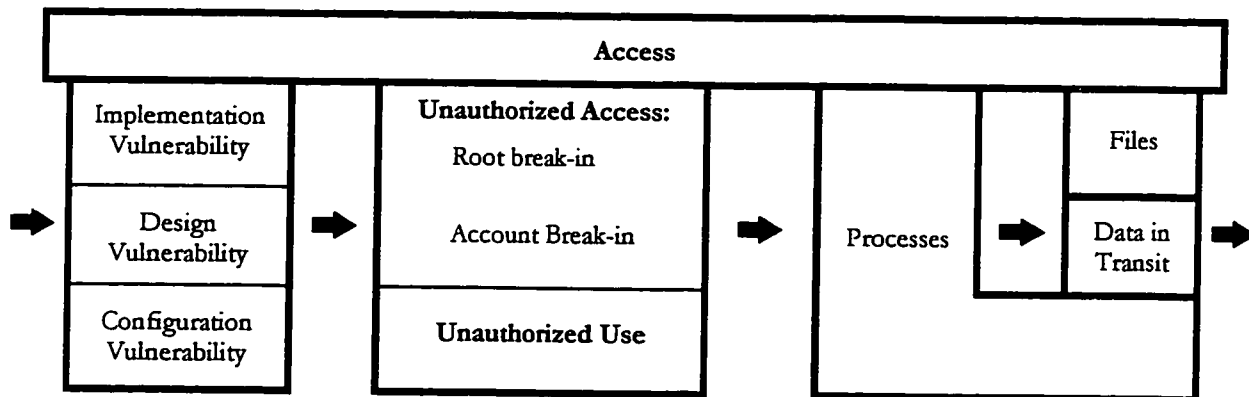 Access
Implementation
Vulnerability
Design
Vulnerability
Configuration
Vulnerability
Unauthorized Access:
Root break-in
Account Break-in
Unauthorized Use
Processes
Files
Data in
Transit